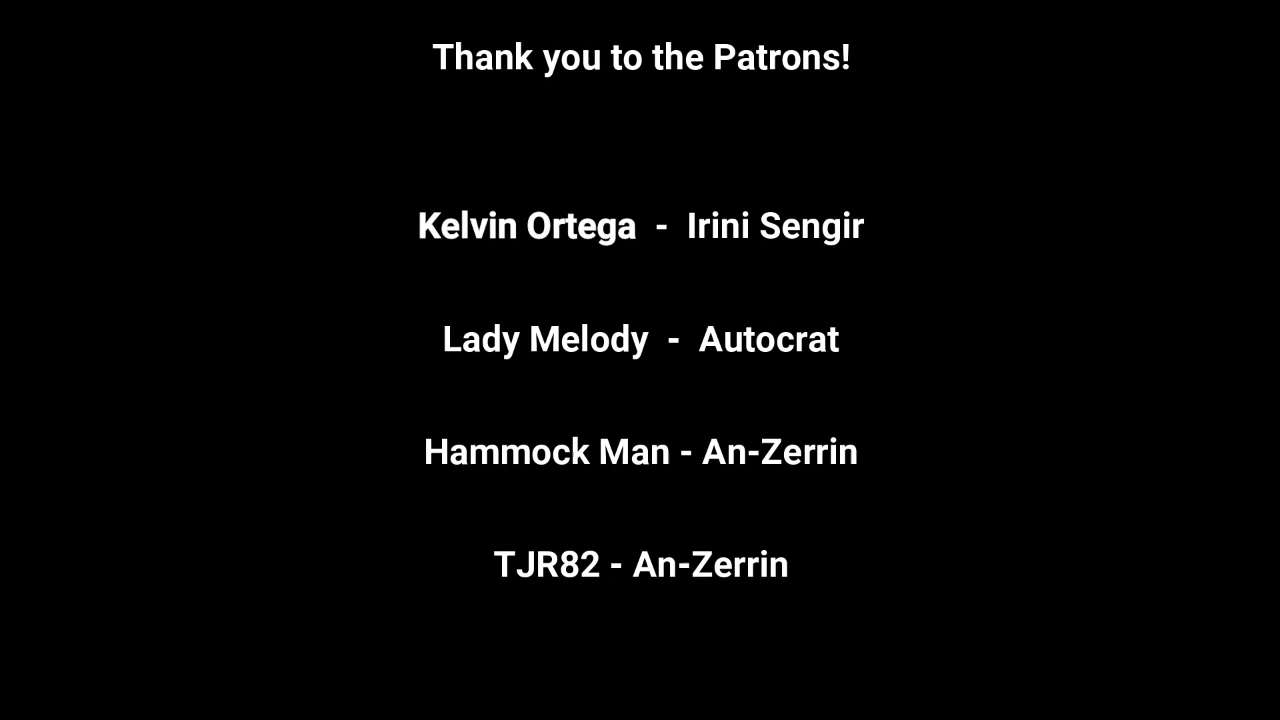 Thank you to the Patrons!
Kelvin Ortega  -  Irini Sengir
Lady Melody  -  Autocrat
Hammock Man - An-Zerrin
TJR82 - An-Zerrin